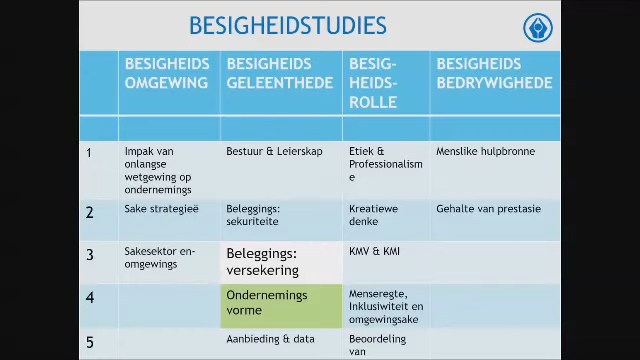 BESIGHEIDSTUDIES
BESIGHEIDS
OMGEWING
BESIGHEIDS
GELEENTHEDE
BESIG-
HEIDS-
ROLLE
BESIGHEIDS
BEDRYWIGHEDE
1
Impak van
onlangse
wetgewing op
ondernemings
Bestuur & Leierskap
Etiek &
Professionalism
e
Menslike hulpbronne
2
Sake strategieë
Beleggings:
sekuriteite
Kreatiewe
denke
Gehalte van prestasie
3
Sakesektor en-
omgewings
Beleggings:
versekering
KMV & KMI
4
Ondernemings
vorme
Menseregte,
Inklusiwiteit en
omgewingsake
5
Aanbieding & data
Beoordeling
van